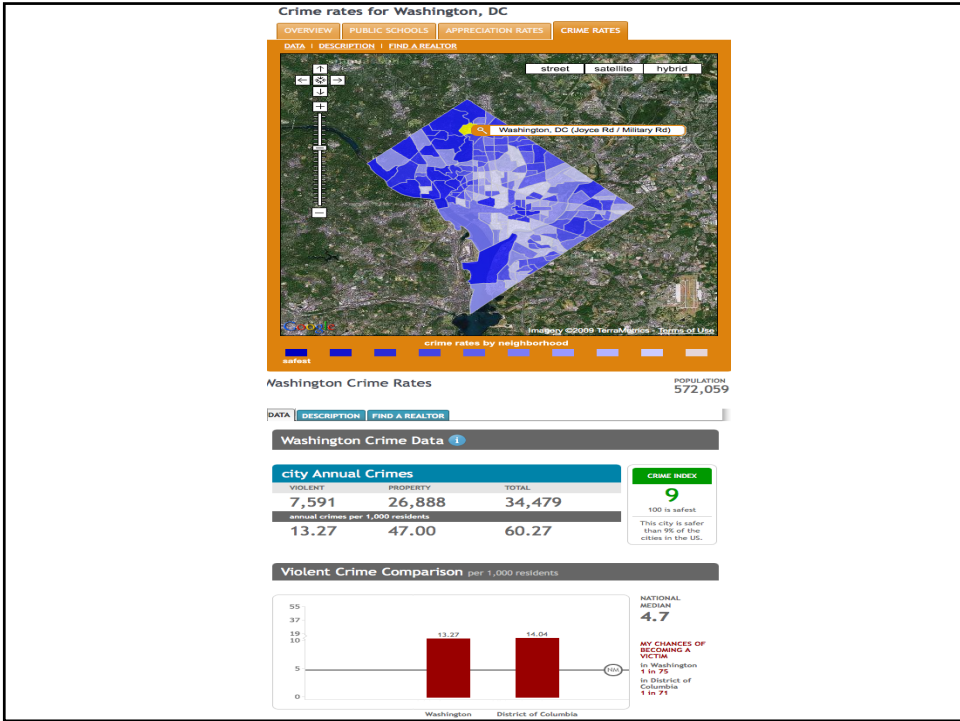 Crime rates for Washington, DC
OVERVIEW PUBLIC SCHOOLS APPRECIATION RATES CRIME RATES
DATA | DESCRIPTION | FIND A REALTOR
street satellite hybrid
Washington, DC (Joyce Rd / Military Rd)
Google
Imagery ©2009 TerraMetrics - Terms of Use
crime rates by neighborhood
safest
Washington Crime Rates
POPULATION
572,059
DATA DESCRIPTION FIND A REALTOR
Washington Crime Data i
city Annual Crimes
VIOLENT PROPERTY TOTAL
7,591 26,888 34,479
annual crimes per 1,000 residents
13.27 47.00 60.27
CRIME INDEX
9
100 is safest
This city is safer
than 9% of the
cities in the US.
Violent Crime Comparison per 1,000 residents
55
37
19
10
5
0
13.27 14.04
NM
Washington District of Columbia
NATIONAL
MEDIAN
4.7
MY CHANCES OF
BECOMING A
VICTIM
in Washington
1 in 75
in District of
Columbia
1 in 71